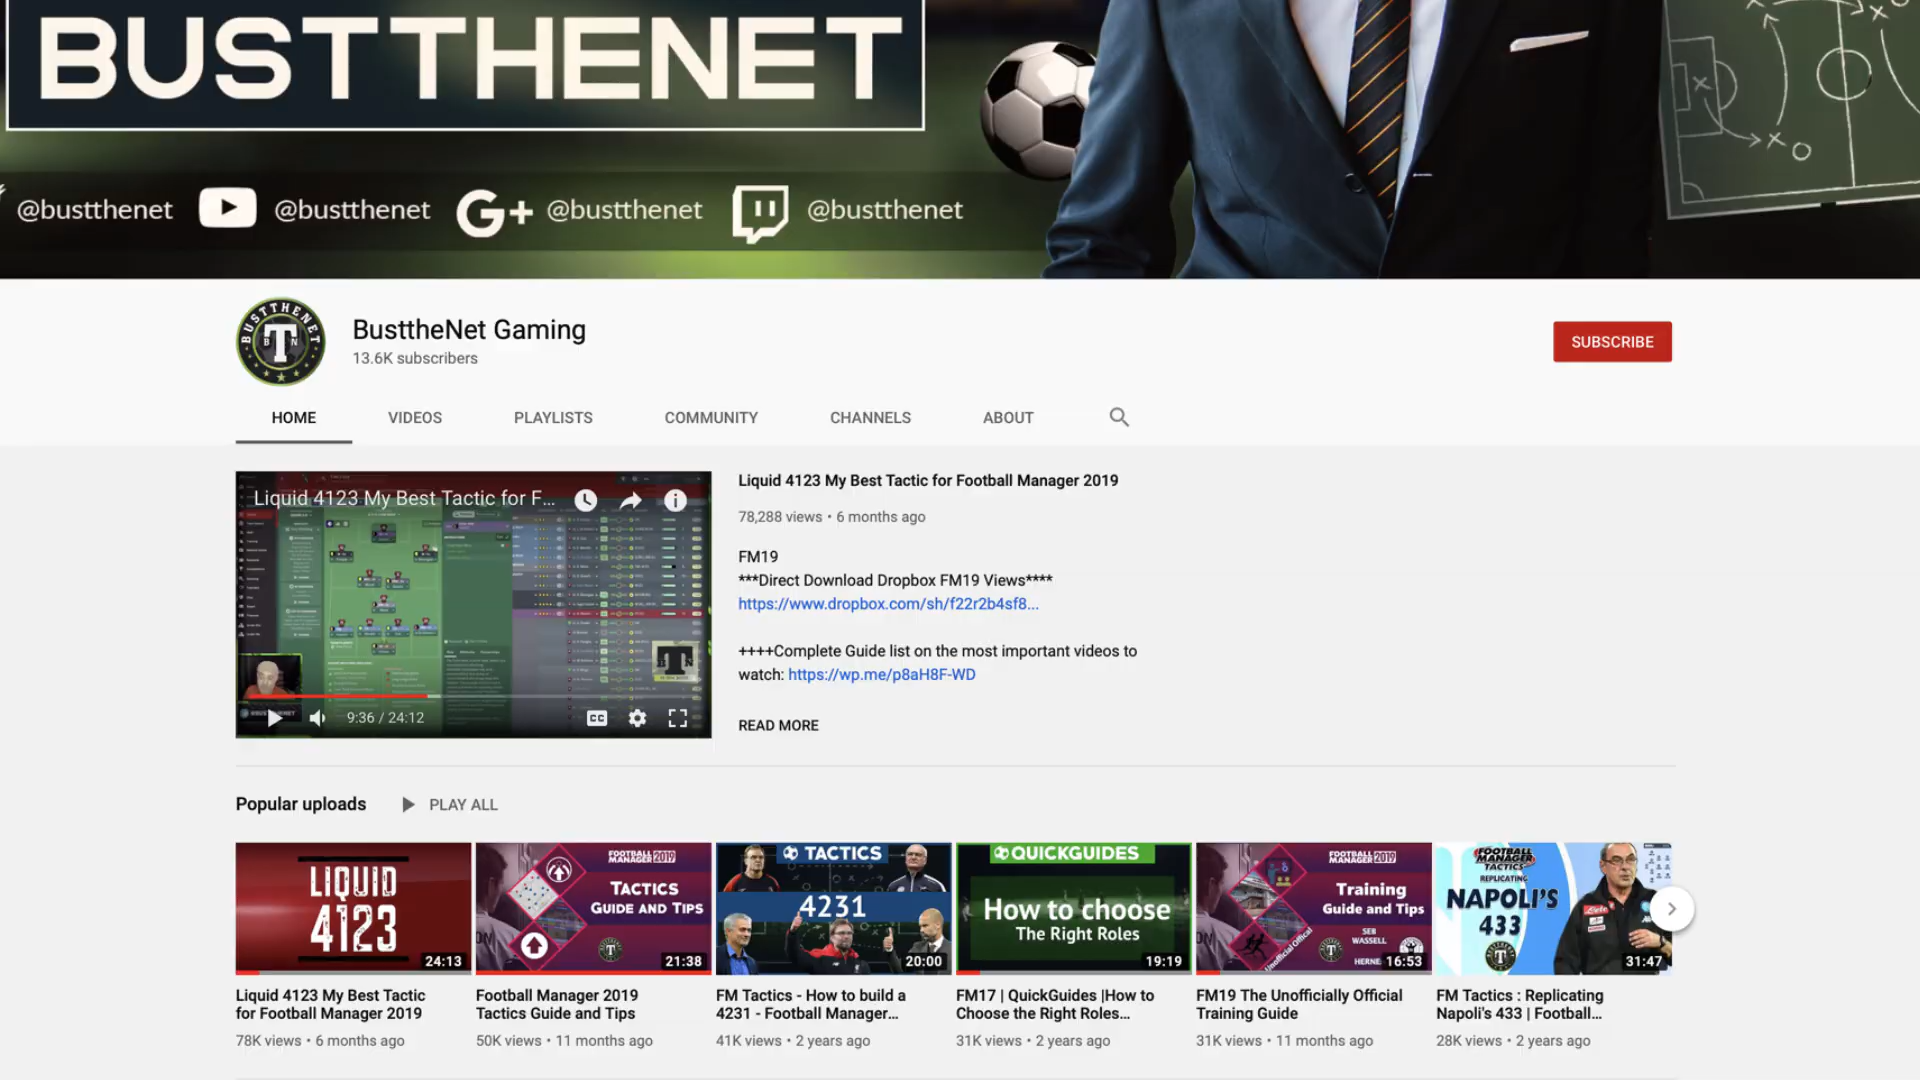 BUSTTHENET
@bustthenet @bustthenet G+ @bustthenet @bustthenet
BUSTTHENET
BTN
BusttheNet Gaming
13.6K subscribers
SUBSCRIBE
HOME VIDEOS PLAYLISTS COMMUNITY CHANNELS ABOUT
Liquid 4123 My Best Tactic for F...
BTN
9:36 / 24:12
CC
Liquid 4123 My Best Tactic for Football Manager 2019
78,288 views • 6 months ago
FM19
***Direct Download Dropbox FM19 Views****
https://www.dropbox.com/sh/f22r2b4sf8...
++++Complete Guide list on the most important videos to
watch: https://wp.me/p8aH8F-WD
READ MORE
Popular uploads PLAY ALL
LIQUID
4123
24:13
Liquid 4123 My Best Tactic
for Football Manager 2019
78K views • 6 months ago
FOOTBALL
MANAGER 2019
TACTICS
GUIDE AND TIPS
21:38
Football Manager 2019
Tactics Guide and Tips
50K views • 11 months ago
TACTICS
4231
20:00
FM Tactics - How to build a
4231 - Football Manager...
41K views • 2 years ago
QUICKGUIDES
How to choose
The Right Roles
19:19
FM17 | QuickGuides |How to
Choose the Right Roles...
31K views • 2 years ago
FOOTBALL
MANAGER 2019
Training
Guide and Tips
SEB
WASSELL
HERNE
Unofficial Official
16:53
FM19 The Unofficially Official
Training Guide
31K views • 11 months ago
FOOTBALL
MANAGER
TACTICS
REPLICATING
NAPOLI'S
433
31:47
FM Tactics : Replicating
Napoli's 433 | Football...
28K views • 2 years ago